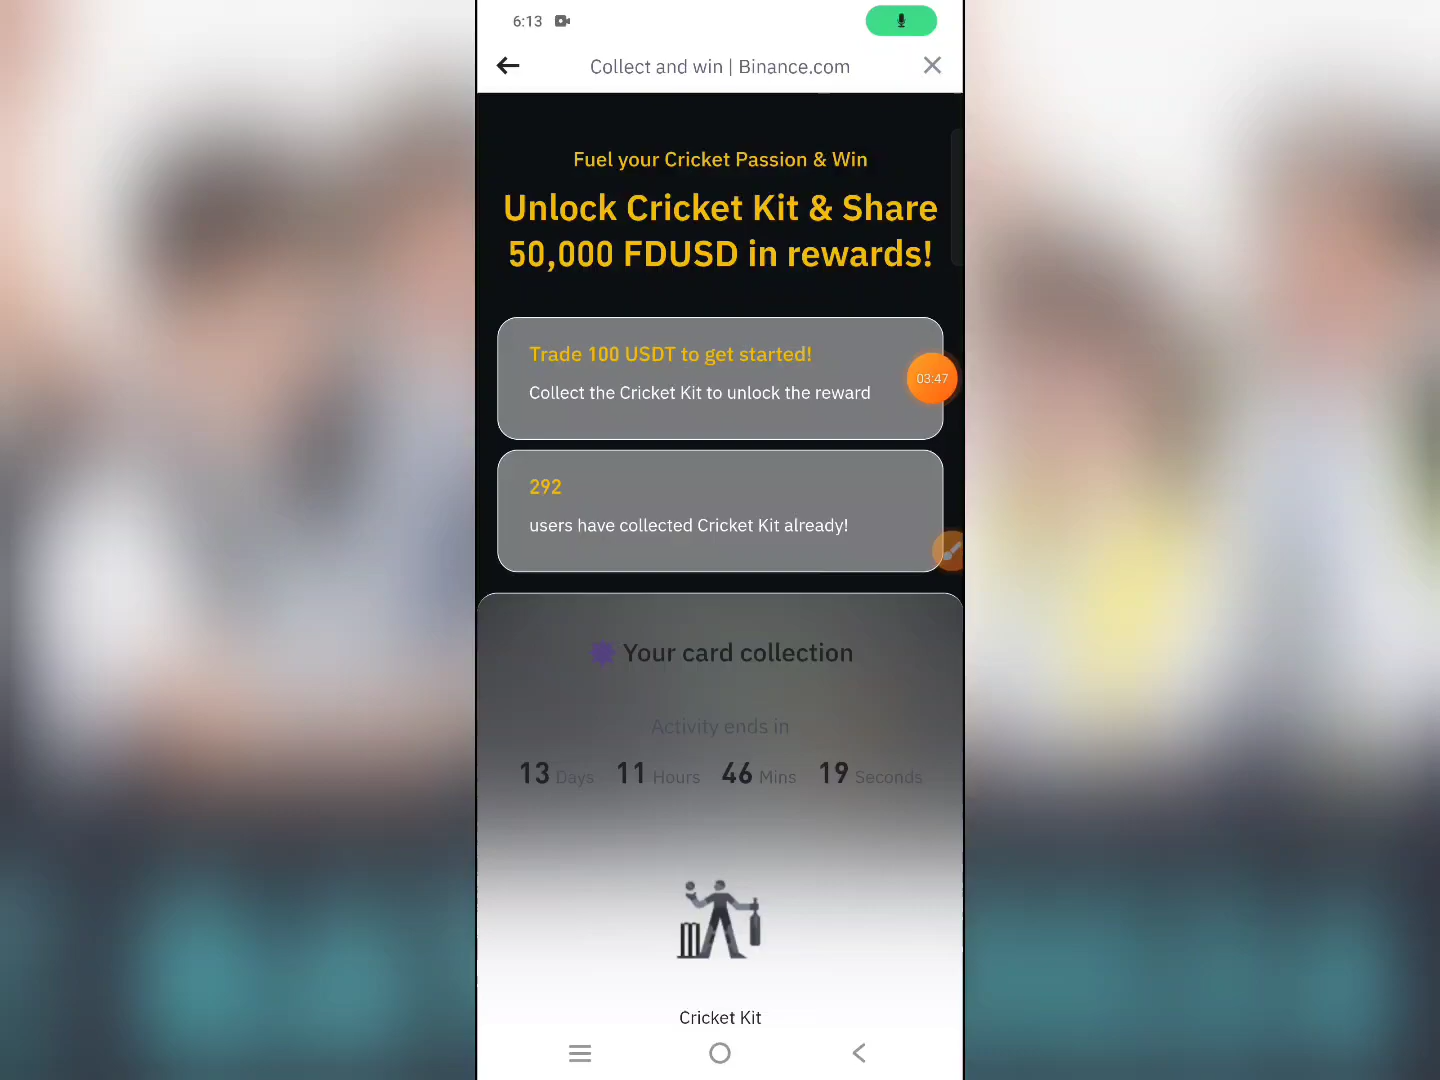 6:13
Collect and win | Binance.com
Fuel your Cricket Passion & Win
Unlock Cricket Kit & Share
50,000 FDUSD in rewards!
Trade 100 USDT to get started!
Collect the Cricket Kit to unlock the reward
03:47
292
users have collected Cricket Kit already!
Your card collection
Activity ends in
13 Days 11 Hours 46 Mins 19 Seconds
Cricket Kit